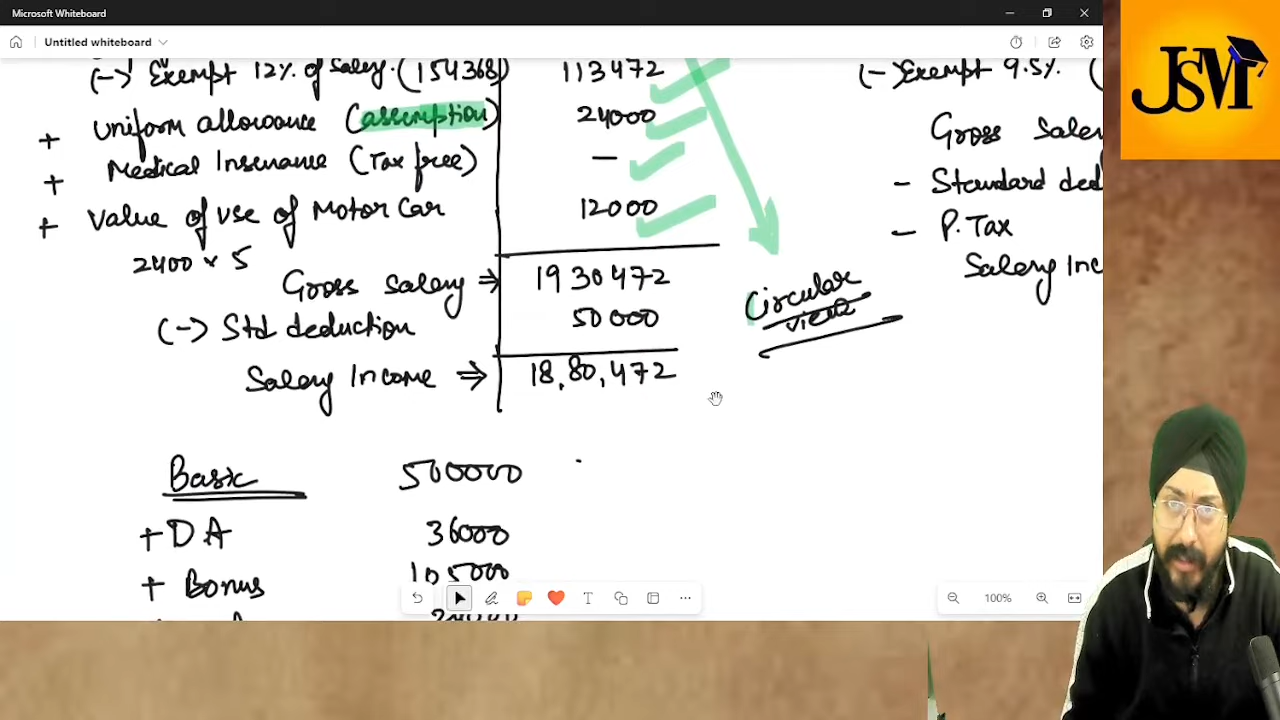 Microsoft Whiteboard
Untitled whiteboard
(-) Exempt 12% of Salary. (154368) 113472
+ Uniform allowance (assumption) 24000
+ Medical Insurance (Tax free) —
+ Value of use of Motor Car 12000
2400 x 5
Gross Salary ⇒ 1930472
(-) Std deduction 50000
Salary Income ⇒ 18,80,472
Circular
view
(-) Exempt 9.5% (
Gross Salary
- Standard ded
- P. Tax
Salary Inc
Basic 500000
+ DA 36000
+ Bonus 105000
100%
JSM